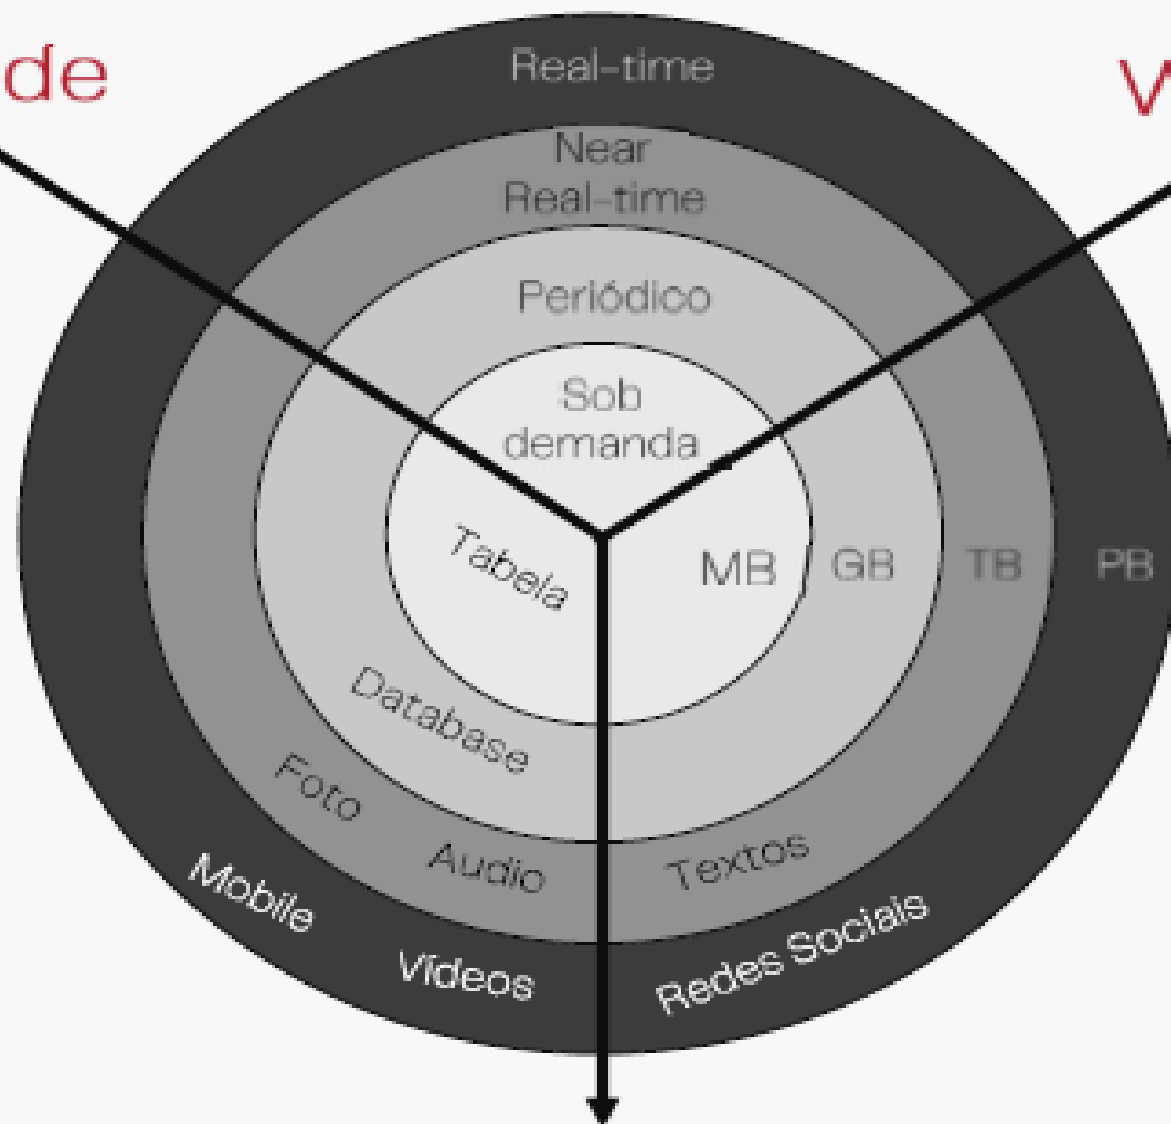 de
V
Real-time
Near
Real-time
Periódico
Sob
demanda
Tabela
MB
GB
TB
PB
Database
Foto
Audio
Textos
Mobile
Vídeos
Redes Sociais